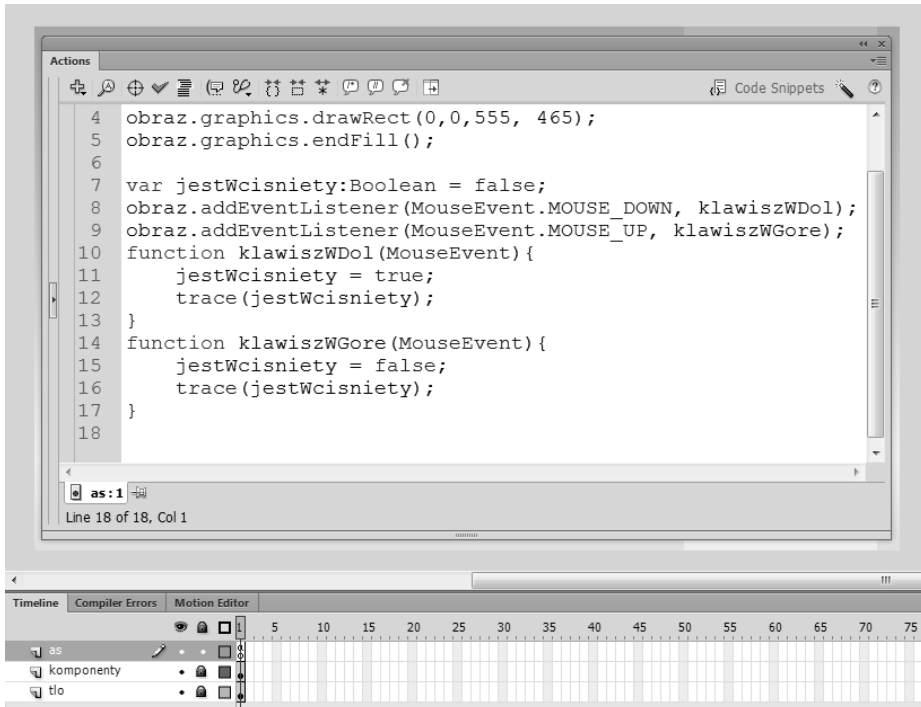 Actions
Code Snippets
4 obraz.graphics.drawRect(0,0,555, 465);
5 obraz.graphics.endFill();
6
7 var jestWcisniety:Boolean = false;
8 obraz.addEventListener(MouseEvent.MOUSE_DOWN, klawiszWDol);
9 obraz.addEventListener(MouseEvent.MOUSE_UP, klawiszWGore);
10 function klawiszWDol(MouseEvent){
11 jestWcisniety = true;
12 trace(jestWcisniety);
13 }
14 function klawiszWGore(MouseEvent){
15 jestWcisniety = false;
16 trace(jestWcisniety);
17 }
18
as:1
Line 18 of 18, Col 1
Timeline Compiler Errors Motion Editor
1 5 10 15 20 25 30 35 40 45 50 55 60 65 70 75
as
komponenty
tlo